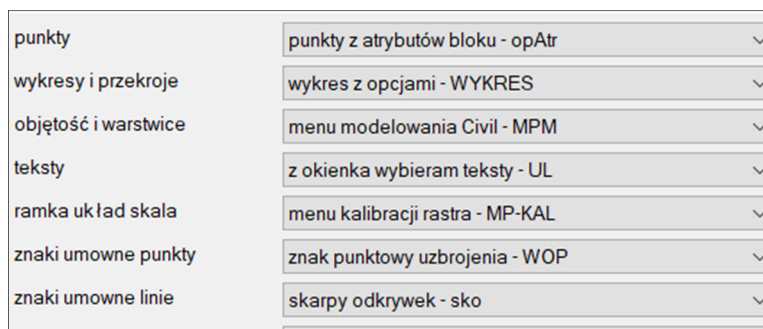 punkty punkty z atrybutów bloku - opAtr
wykresy i przekroje wykres z opcjami - WYKRES
objętość i warstwice menu modelowania Civil - MPM
teksty z okienka wybieram teksty - UL
ramka układ skala menu kalibracji rastra - MP-KAL
znaki umowne punkty znak punktowy uzbrojenia - WOP
znaki umowne linie skarpy odkrywek - sko